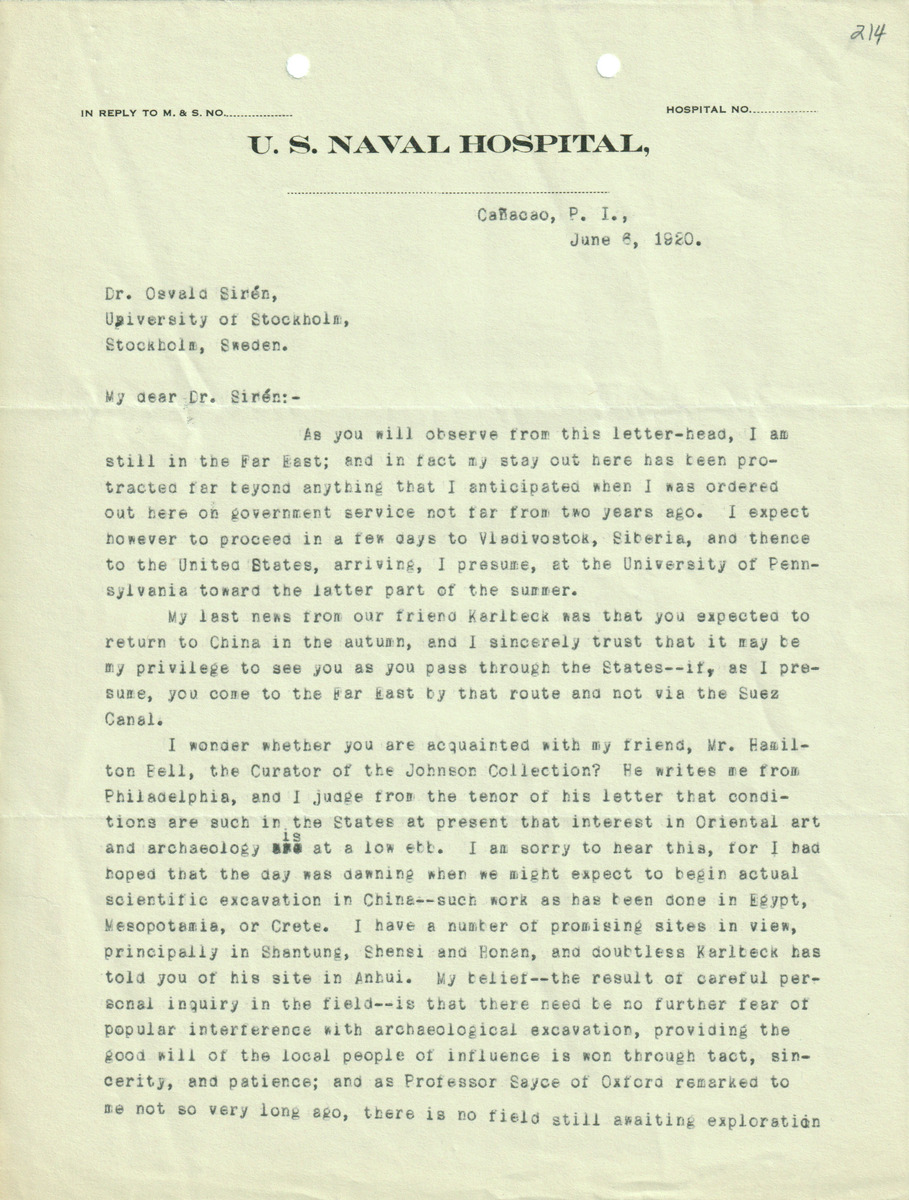 214
IN REPLY TO M. & S. NO.
HOSPITAL NO.
U. S. NAVAL HOSPITAL,
Cañacao, P. I.,
June 6, 1920.
Dr. Osvald Sirén,
University of Stockholm,
Stockholm, Sweden.
My dear Dr. Sirén:-
As you will observe from this letter-head, I am
still in the Far East; and in fact my stay out here has been pro-
tracted far beyond anything that I anticipated when I was ordered
out here on government service not far from two years ago. I expect
however to proceed in a few days to Vladivostok, Siberia, and thence
to the United States, arriving, I presume, at the University of Penn-
sylvania toward the latter part of the summer.
My last news from our friend Karlbeck was that you expected to
return to China in the autumn, and I sincerely trust that it may be
my privilege to see you as you pass through the States--if, as I pre-
sume, you come to the Far East by that route and not via the Suez
Canal.
I wonder whether you are acquainted with my friend, Mr. Hamil-
ton Bell, the Curator of the Johnson Collection? He writes me from
Philadelphia, and I judge from the tenor of his letter that condi-
tions are such in the States at present that interest in Oriental art
and archaeology is at a low ebb. I am sorry to hear this, for I had
hoped that the day was dawning when we might expect to begin actual
scientific excavation in China--such work as has been done in Egypt,
Mesopotamia, or Crete. I have a number of promising sites in view,
principally in Shantung, Shensi and Honan, and doubtless Karlbeck has
told you of his site in Anhui. My belief--the result of careful per-
sonal inquiry in the field--is that there need be no further fear of
popular interference with archaeological excavation, providing the
good will of the local people of influence is won through tact, sin-
cerity, and patience; and as Professor Sayce of Oxford remarked to
me not so very long ago, there is no field still awaiting exploration